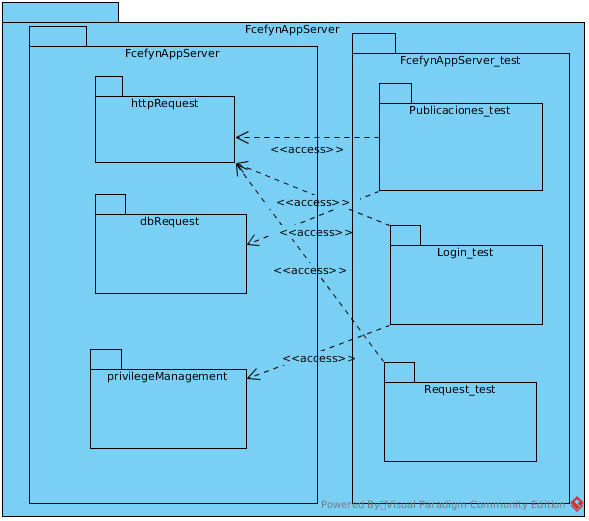 FcefynAppServer
FcefynAppServer
FcefynAppServer_test
httpRequest
Publicaciones_test
<<access>>
<<access>>
dbRequest
<<access>>
Login_test
<<access>>
<<access>>
privilegeManagement
Request_test
Powered By Visual Paradigm Community Edition